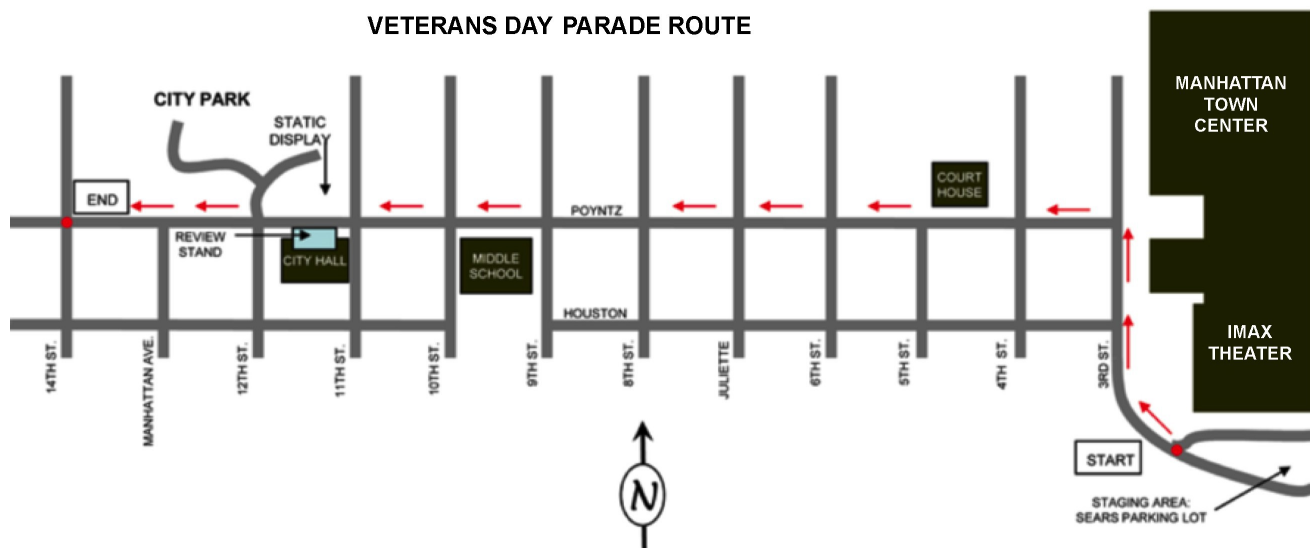 VETERANS DAY PARADE ROUTE
MANHATTAN
TOWN
CENTER
CITY PARK
STATIC
DISPLAY
COURT
HOUSE
END
POYNTZ
REVIEW
STAND
CITY HALL
MIDDLE
SCHOOL
HOUSTON
IMAX
THEATER
14TH ST.
MANHATTAN AVE.
12TH ST.
11TH ST.
10TH ST.
9TH ST.
8TH ST.
JULIETTE
6TH ST.
5TH ST.
4TH ST.
3RD ST.
START
N
STAGING AREA:
SEARS PARKING LOT